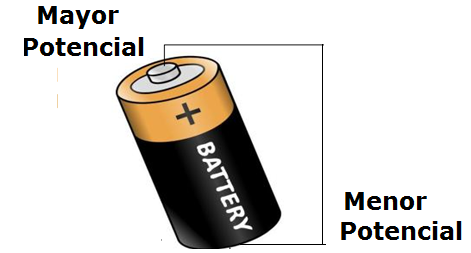 Mayor
Potencial
+
BATTERY
Menor
Potencial